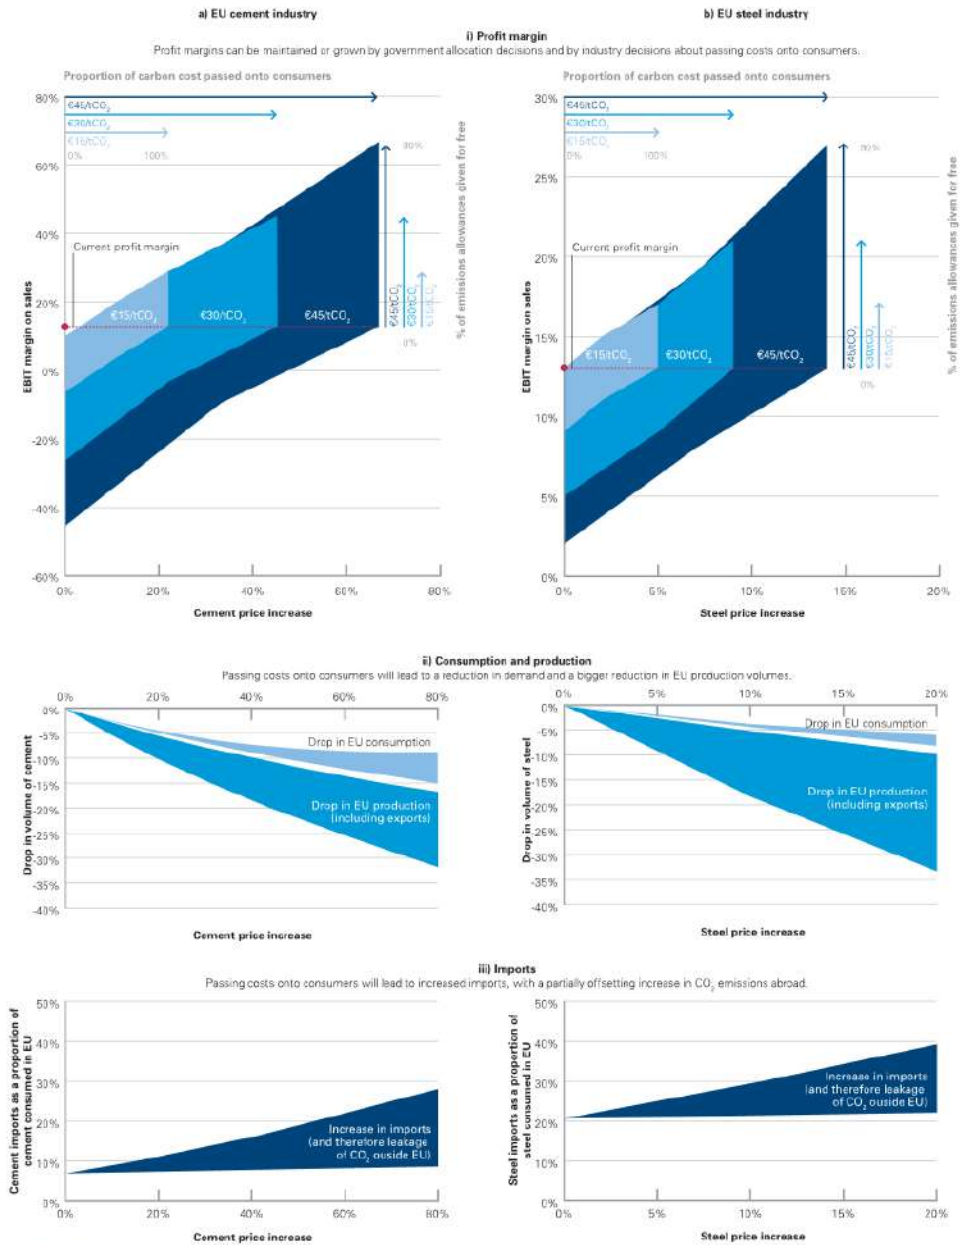 a) EU cement industry
b) EU steel industry
i) Profit margin
Profit margins can be maintained or grown by government allocation decisions and by industry decisions about passing costs onto consumers.
Proportion of carbon cost passed onto consumers
80%
60%
40%
20%
0%
-20%
-40%
-60%
EBIT margin on sales
€45/tCO2
€30/tCO2
€15/tCO2
0% 100%
80%
Current profit margin
€15/tCO2
€30/tCO2
€45/tCO2
€45/tCO2
€30/tCO2
€15/tCO2
0%
% of emissions allowances given for free
0% 20% 40% 60% 80%
Cement price increase
Proportion of carbon cost passed onto consumers
30%
25%
20%
15%
10%
5%
0%
EBIT margin on sales
€45/tCO2
€30/tCO2
€15/tCO2
0% 100%
80%
Current profit margin
€15/tCO2
€30/tCO2
€45/tCO2
€45/tCO2
€30/tCO2
€15/tCO2
0%
% of emissions allowances given for free
0% 5% 10% 15% 20%
Steel price increase
ii) Consumption and production
Passing costs onto consumers will lead to a reduction in demand and a bigger reduction in EU production volumes.
0% 20% 40% 60% 80%
0%
-5%
-10%
-15%
-20%
-25%
-30%
-35%
-40%
Drop in volume of cement
Drop in EU consumption
Drop in EU production
(including exports)
Cement price increase
0% 5% 10% 15% 20%
0%
-5%
-10%
-15%
-20%
-25%
-30%
-35%
-40%
Drop in volume of steel
Drop in EU consumption
Drop in EU production
(including exports)
Steel price increase
iii) Imports
Passing costs onto consumers will lead to increased imports, with a partially offsetting increase in CO2 emissions abroad.
50%
40%
30%
20%
10%
0%
Cement imports as a proportion of
cement consumed in EU
Increase in imports
(and therefore leakage
of CO2 ouside EU)
0% 20% 40% 60% 80%
Cement price increase
50%
40%
30%
20%
10%
0%
Steel imports as a proportion of
steel consumed in EU
Increase in imports
(and therefore leakage
of CO2 ouside EU)
0% 5% 10% 15% 20%
Steel price increase